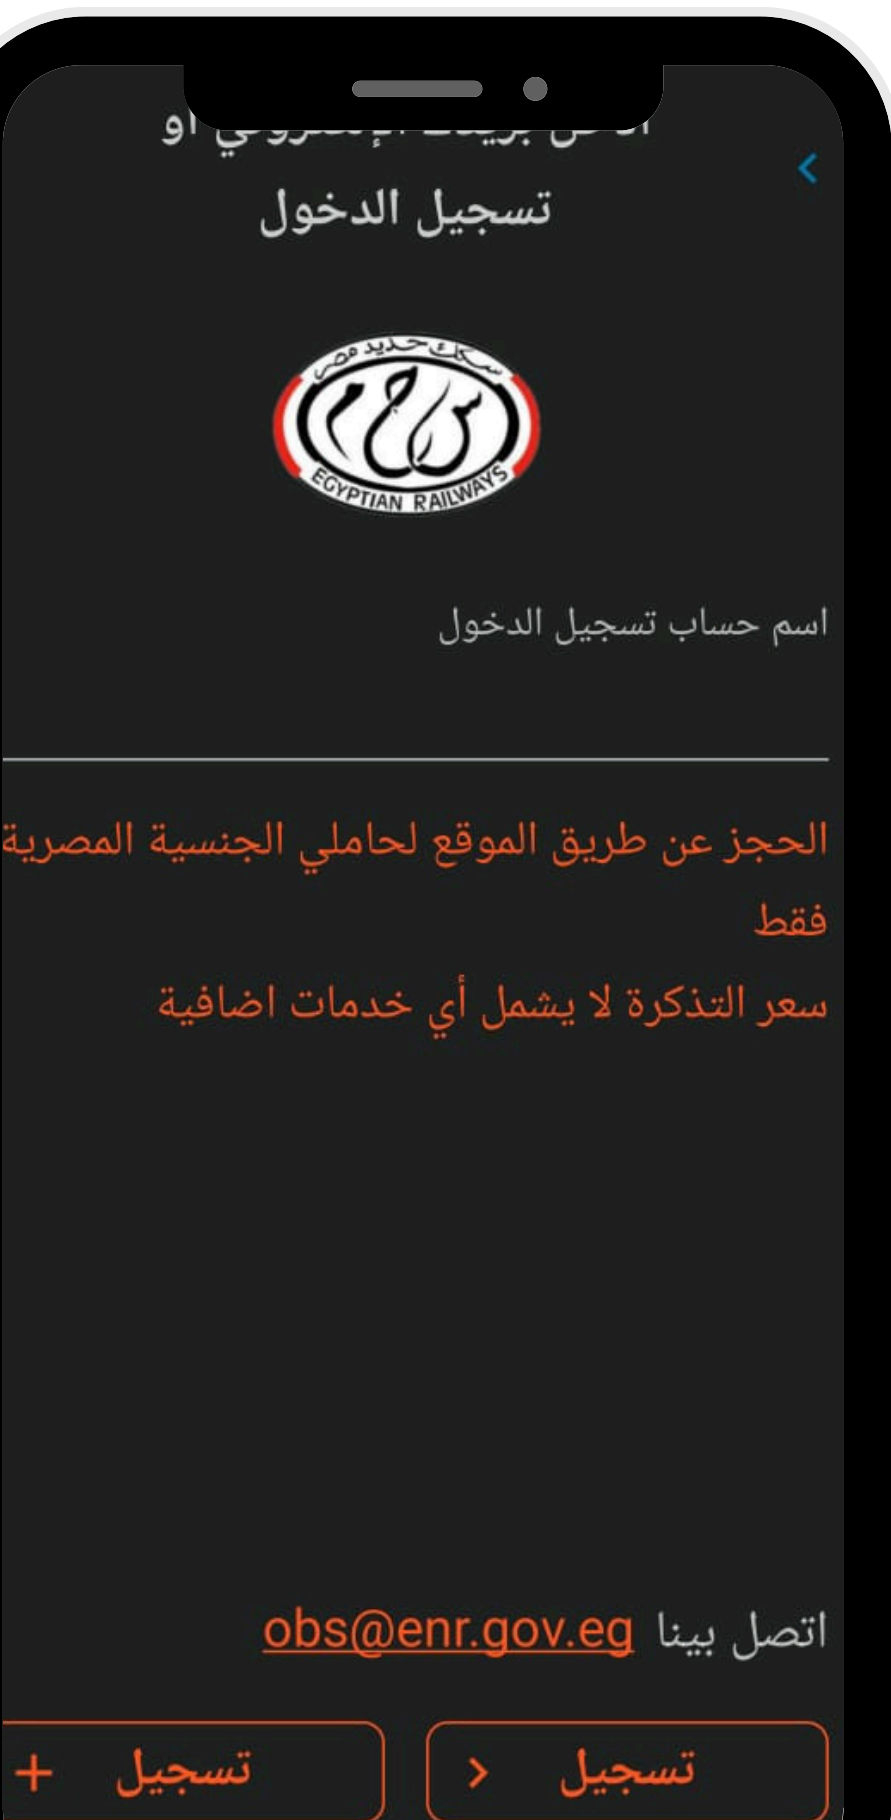 أو
تسجيل الدخول
سكك حديد مصر
س ح م
EGYPTIAN RAILWAYS
اسم حساب تسجيل الدخول
الحجز عن طريق الموقع لحاملي الجنسية المصرية
فقط
سعر التذكرة لا يشمل أي خدمات اضافية
اتصل بينا obs@enr.gov.eg
تسجيل
تسجيل